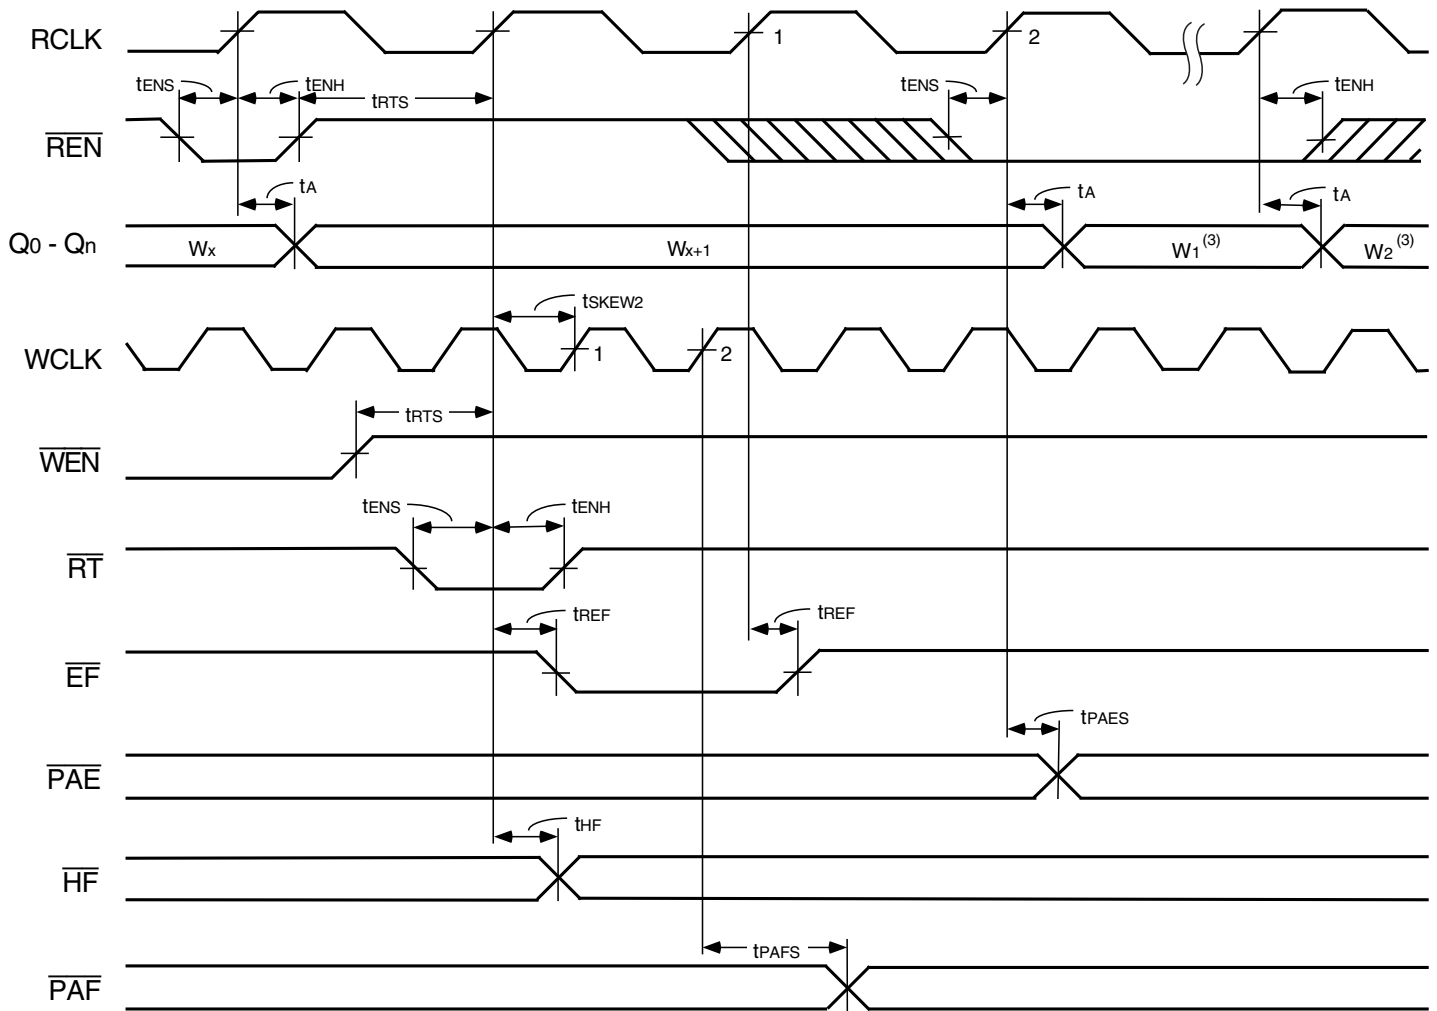 RCLK 1 2
tENS tENH tRTS tENS tENH
REN
tA tA tA
Q0 - Qn Wx Wx+1 W1(3) W2(3)
tSKEW2
WCLK 1 2
tRTS
WEN
tENS tENH
RT
tREF tREF
EF
tPAES
PAE
tHF
HF
tPAFS
PAF